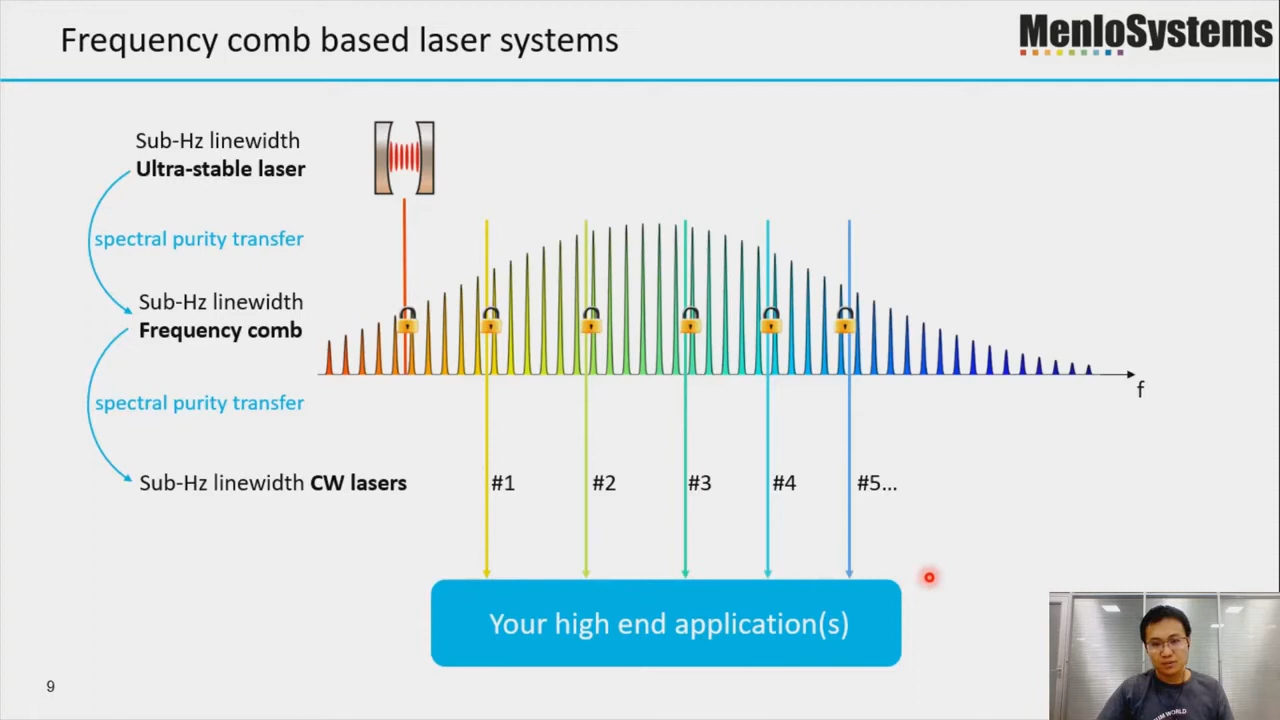 Frequency comb based laser systems
MenloSystems
Sub-Hz linewidth
Ultra-stable laser
spectral purity transfer
Sub-Hz linewidth
Frequency comb
f
spectral purity transfer
Sub-Hz linewidth CW lasers
#1
#2
#3
#4
#5...
Your high end application(s)
9
WORLD